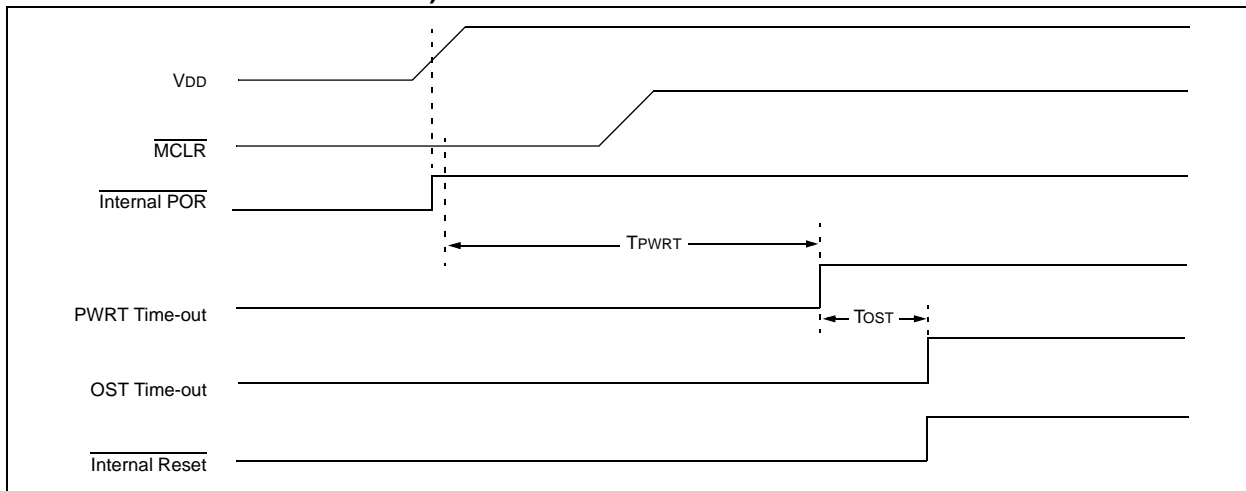 VDD
MCLR
Internal POR
TPWRT
PWRT Time-out
TOST
OST Time-out
Internal Reset